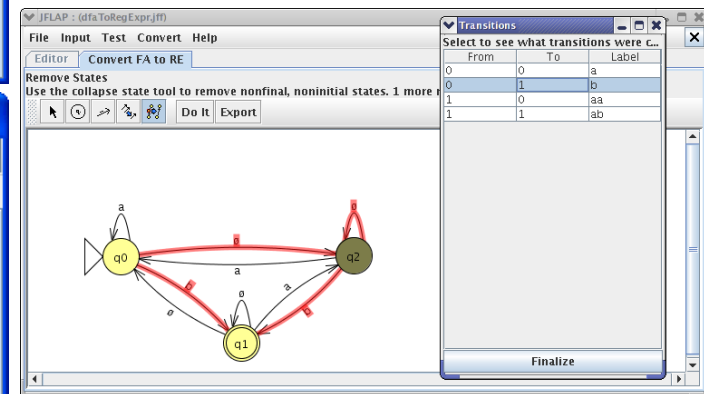 JFLAP : (dfaToRegExpr.jff)
File Input Test Convert Help
Editor Convert FA to RE
Remove States
Use the collapse state tool to remove nonfinal, noninitial states. 1 more
Do It Export
a
ø
ø
q0
q2
a
b
ø
ø
a
b
q1
Transitions
Select to see what transitions were c...
From To Label
0 0 a
0 1 b
1 0 aa
1 1 ab
Finalize